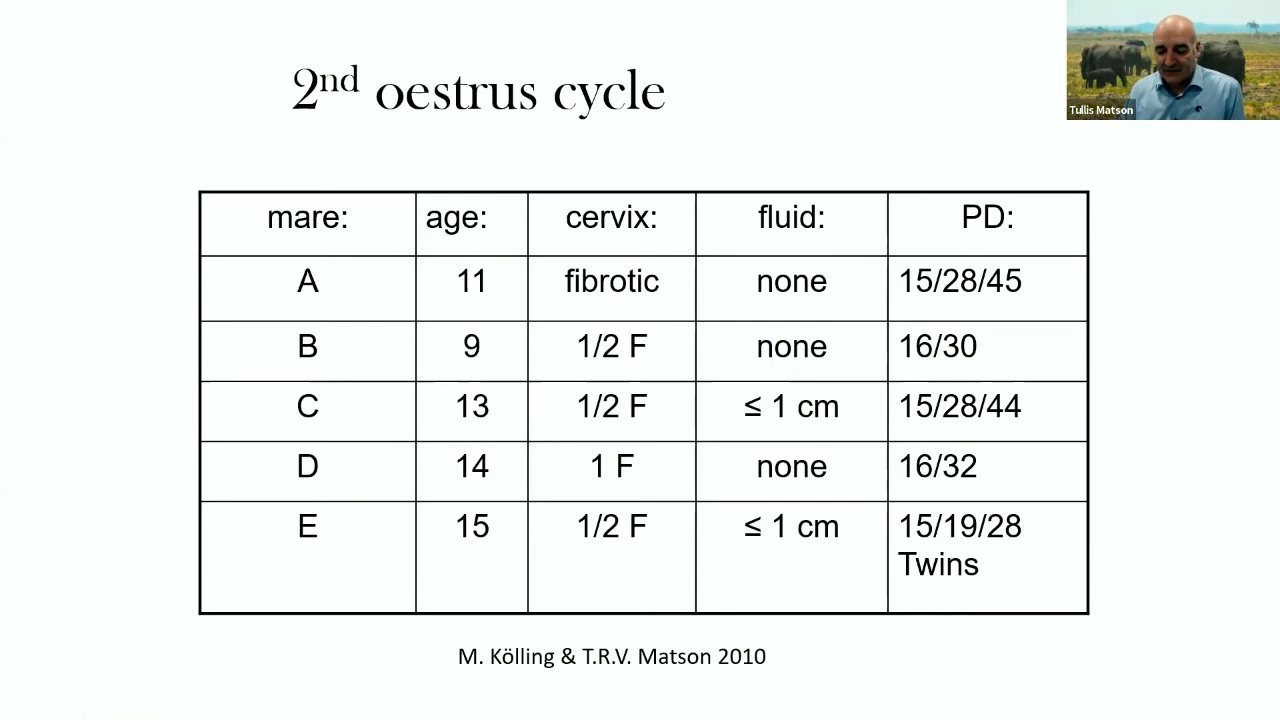 2nd oestrus cycle
Tullis Matson
mare: age: cervix: fluid: PD:
A 11 fibrotic none 15/28/45
B 9 1/2 F none 16/30
C 13 1/2 F ≤ 1 cm 15/28/44
D 14 1 F none 16/32
E 15 1/2 F ≤ 1 cm 15/19/28
Twins
M. Kölling & T.R.V. Matson 2010